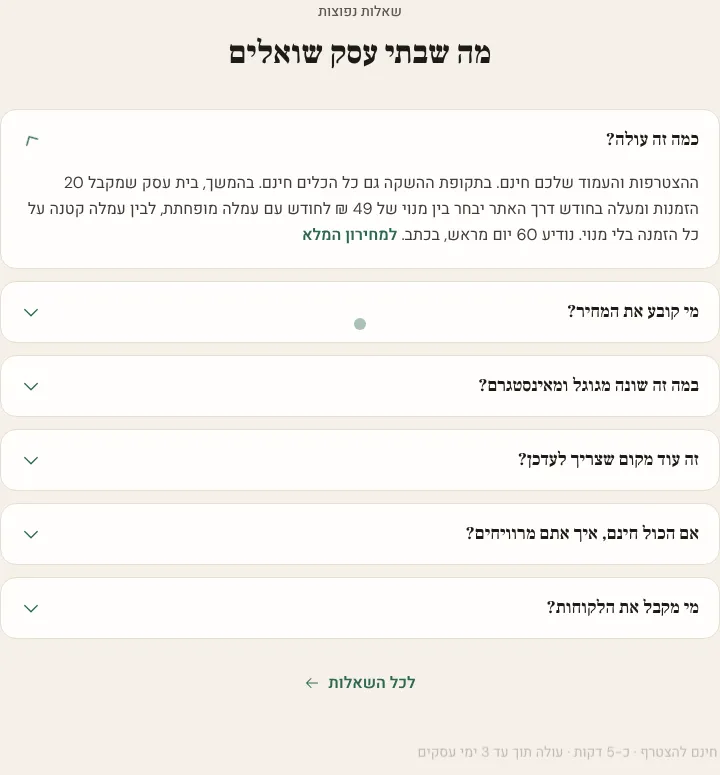 שאלות נפוצות
מה שבתי עסק שואלים
כמה זה עולה?
ההצטרפות והעמוד שלכם חינם. בתקופת ההשקה גם כל הכלים חינם. בהמשך, בית עסק שמקבל 20
הזמנות ומעלה בחודש דרך האתר יבחר בין מנוי של 49 ₪ לחודש עם עמלה מופחתת, לבין עמלה קטנה על
כל הזמנה בלי מנוי. נודיע 60 יום מראש, בכתב. למחירון המלא
מי קובע את המחיר?
במה זה שונה מגוגל ומאינסטגרם?
זה עוד מקום שצריך לעדכן?
אם הכול חינם, איך אתם מרוויחים?
מי מקבל את הלקוחות?
לכל השאלות ←
חינם להצטרף · כ-5 דקות · עולה תוך עד 3 ימי עסקים